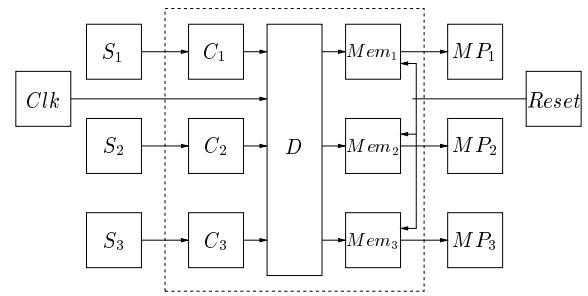 S₁ C₁ Mem₁ MP₁
Clk Reset
S₂ C₂ D Mem₂ MP₂
S₃ C₃ Mem₃ MP₃